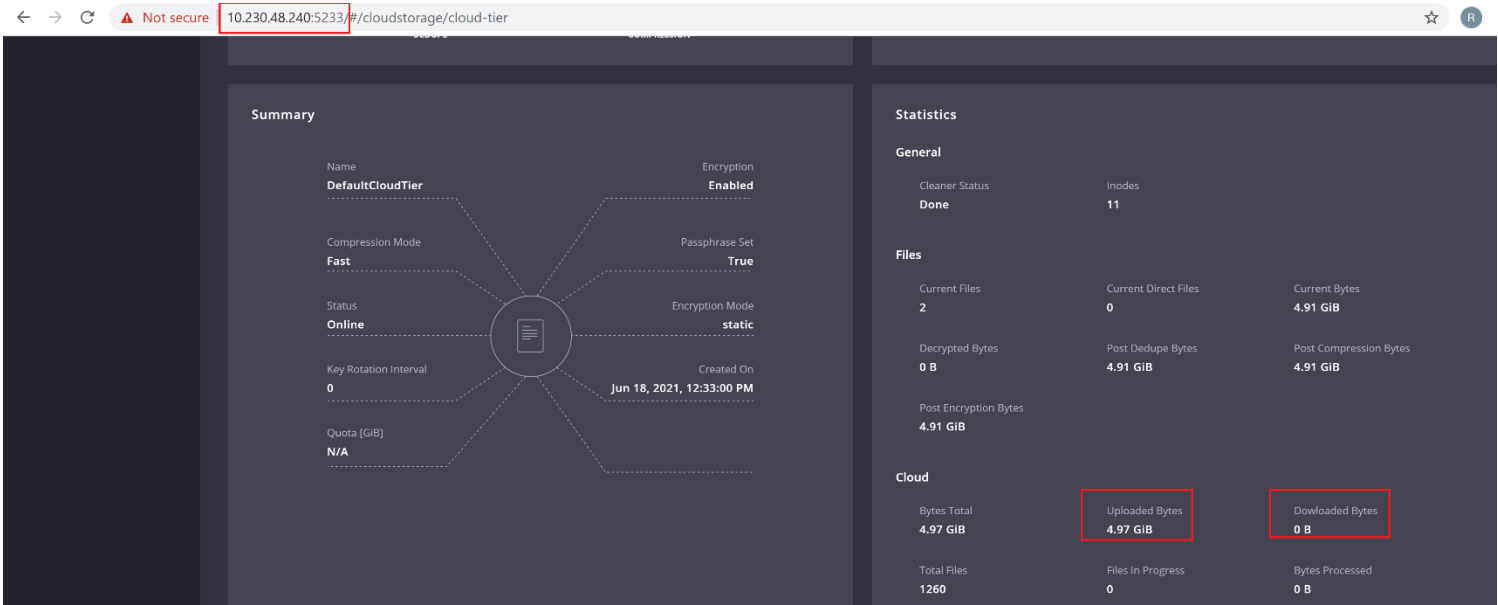 Not secure 10.230.48.240:5233/#/cloudstorage/cloud-tier R
Summary
Name
DefaultCloudTier
Encryption
Enabled
Compression Mode
Fast
Passphrase Set
True
Status
Online
Encryption Mode
static
Key Rotation Interval
0
Created On
Jun 18, 2021, 12:33:00 PM
Quota [GiB]
N/A
Statistics
General
Cleaner Status
Done
Inodes
11
Files
Current Files
2
Current Direct Files
0
Current Bytes
4.91 GiB
Decrypted Bytes
0 B
Post Dedupe Bytes
4.91 GiB
Post Compression Bytes
4.91 GiB
Post Encryption Bytes
4.91 GiB
Cloud
Bytes Total
4.97 GiB
Uploaded Bytes
4.97 GiB
Dowloaded Bytes
0 B
Total Files
1260
Files In Progress
0
Bytes Processed
0 B